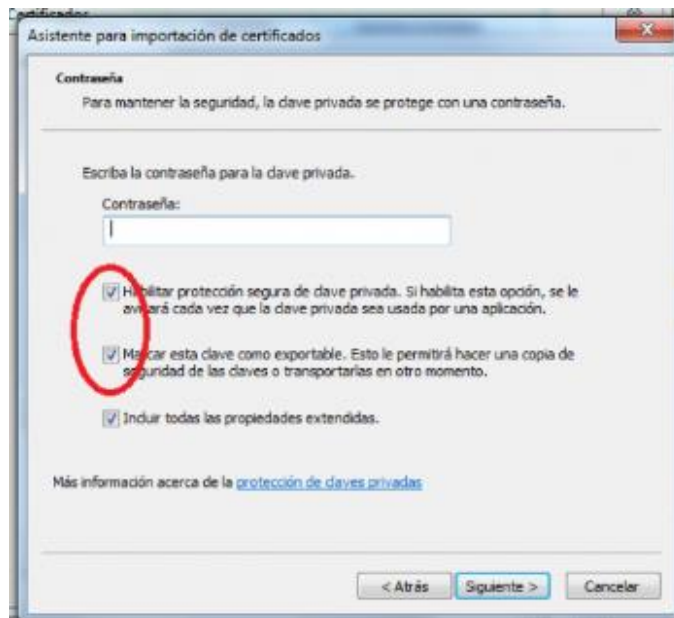 Certificados
Asistente para importación de certificados
Contraseña
Para mantener la seguridad, la clave privada se protege con una contraseña.
Escriba la contraseña para la clave privada.
Contraseña:
Habilitar protección segura de clave privada. Si habilita esta opción, se le
avisará cada vez que la clave privada sea usada por una aplicación.
Marcar esta clave como exportable. Esto le permitirá hacer una copia de
seguridad de las claves o transportarlas en otro momento.
Incluir todas las propiedades extendidas.
Más información acerca de la protección de claves privadas
< Atrás Siguiente > Cancelar